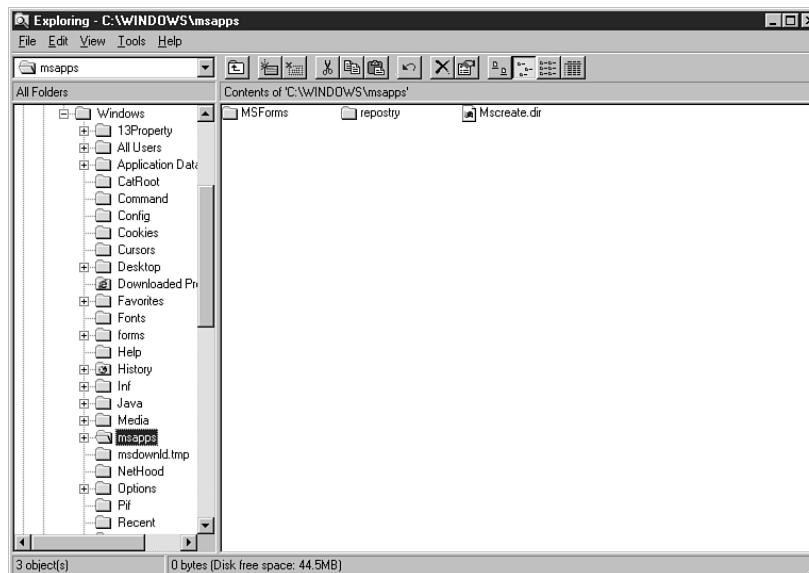 Exploring - C:\WINDOWS\msapps
File Edit View Tools Help
msapps
All Folders
Contents of 'C:\WINDOWS\msapps'
Windows
13Property
All Users
Application Data
CatRoot
Command
Config
Cookies
Cursors
Desktop
Downloaded Pr
Favorites
Fonts
forms
Help
History
Inf
Java
Media
msapps
msdownld.tmp
NetHood
Options
Pif
Recent
MSForms repostry Mscreate.dir
3 object(s)
0 bytes (Disk free space: 44.5MB)